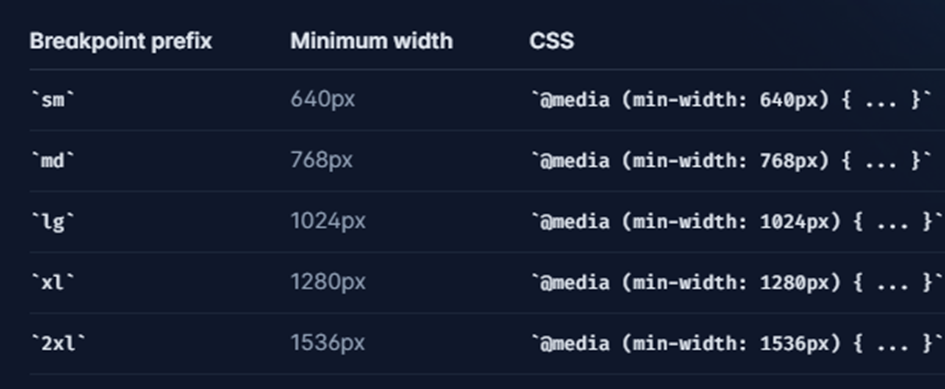 Breakpoint prefix Minimum width CSS
`sm` 640px `@media (min-width: 640px) { ... }`
`md` 768px `@media (min-width: 768px) { ... }`
`lg` 1024px `@media (min-width: 1024px) { ... }`
`xl` 1280px `@media (min-width: 1280px) { ... }`
`2xl` 1536px `@media (min-width: 1536px) { ... }`